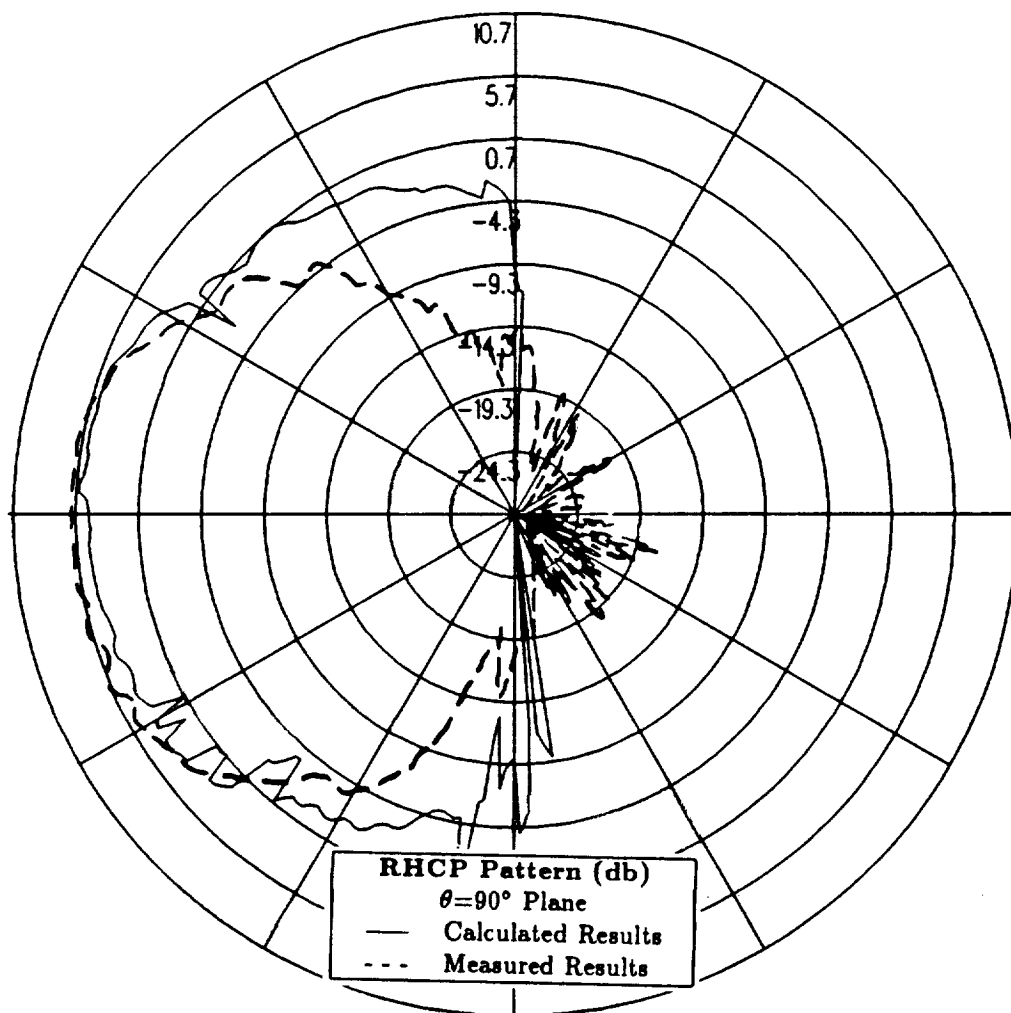 10.7
5.7
0.7
-4.3
-9.3
-14.3
-19.3
-24.3
RHCP Pattern (db)
θ=90° Plane
— Calculated Results
--- Measured Results